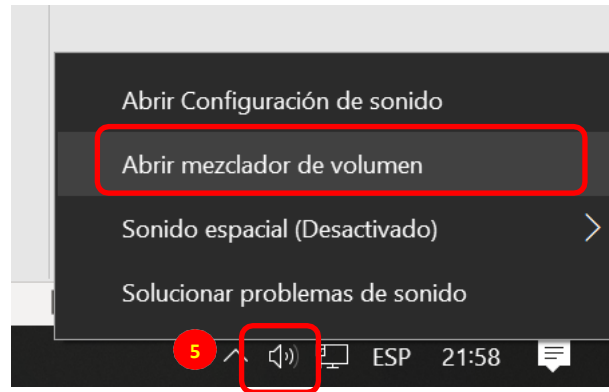 Abrir Configuración de sonido
Abrir mezclador de volumen
Sonido espacial (Desactivado)
Solucionar problemas de sonido
5 ESP 21:58